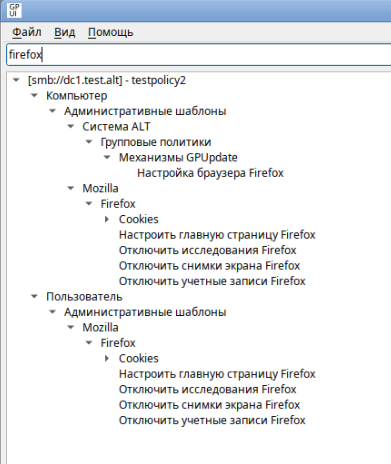 GP
UI
Файл Вид Помощь
firefox
[smb://dc1.test.alt] - testpolicy2
Компьютер
Административные шаблоны
Система ALT
Групповые политики
Механизмы GPUpdate
Настройка браузера Firefox
Mozilla
Firefox
Cookies
Настроить главную страницу Firefox
Отключить исследования Firefox
Отключить снимки экрана Firefox
Отключить учетные записи Firefox
Пользователь
Административные шаблоны
Mozilla
Firefox
Cookies
Настроить главную страницу Firefox
Отключить исследования Firefox
Отключить снимки экрана Firefox
Отключить учетные записи Firefox